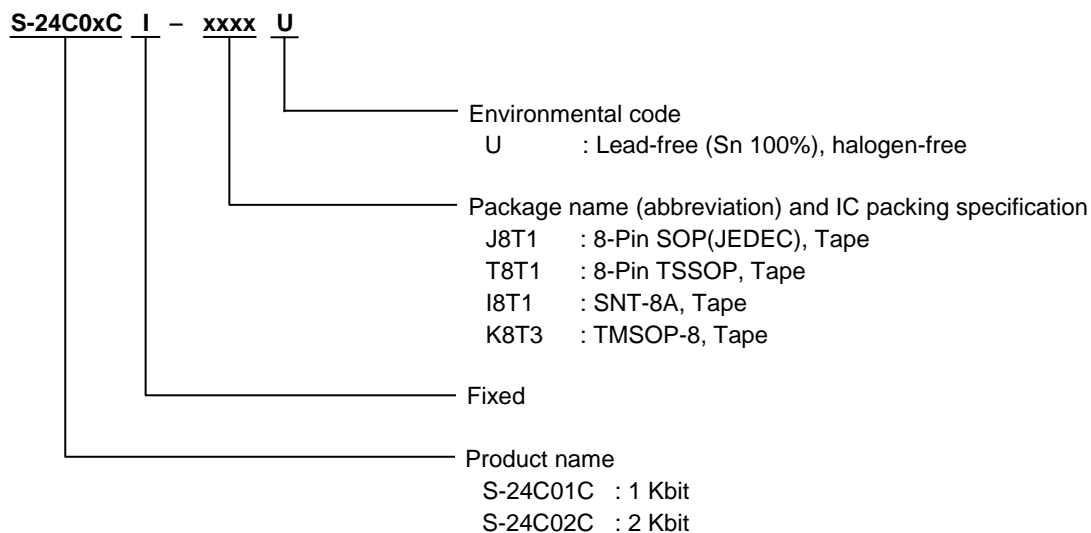 S-24C0xC I – xxxx U
Environmental code
U : Lead-free (Sn 100%), halogen-free
Package name (abbreviation) and IC packing specification
J8T1 : 8-Pin SOP(JEDEC), Tape
T8T1 : 8-Pin TSSOP, Tape
I8T1 : SNT-8A, Tape
K8T3 : TMSOP-8, Tape
Fixed
Product name
S-24C01C : 1 Kbit
S-24C02C : 2 Kbit